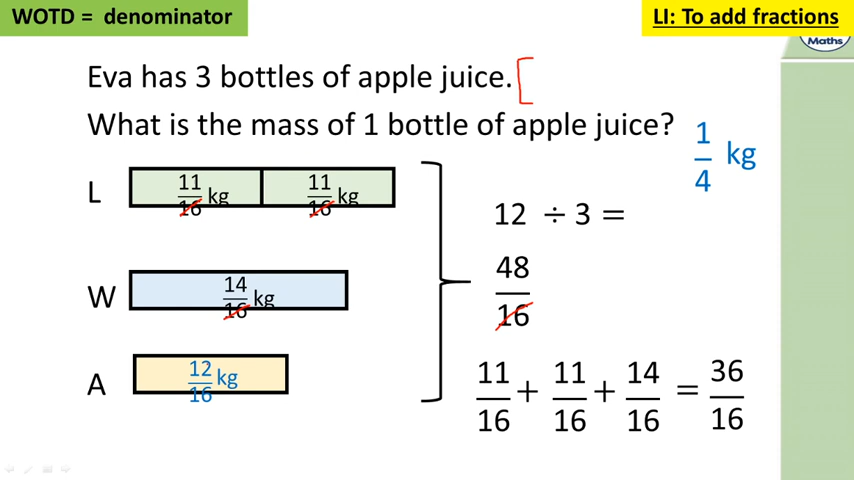 WOTD = denominator
LI: To add fractions
Maths
Eva has 3 bottles of apple juice.
What is the mass of 1 bottle of apple juice?
1/4 kg
L
11/16 kg
11/16 kg
12 ÷ 3 =
W
14/16 kg
48/16
A
12/16 kg
11/16 + 11/16 + 14/16 = 36/16